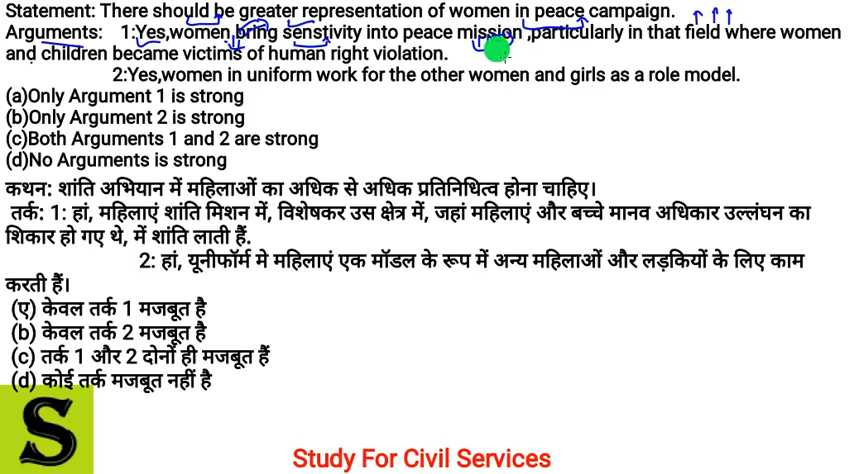 Statement: There should be greater representation of women in peace campaign.
Arguments: 1:Yes,women bring senstivity into peace mission ,particularly in that field where women
and children became victims of human right violation.
2:Yes,women in uniform work for the other women and girls as a role model.
(a)Only Argument 1 is strong
(b)Only Argument 2 is strong
(c)Both Arguments 1 and 2 are strong
(d)No Arguments is strong
कथन: शांति अभियान में महिलाओं का अधिक से अधिक प्रतिनिधित्व होना चाहिए।
तर्क: 1: हां, महिलाएं शांति मिशन में, विशेषकर उस क्षेत्र में, जहां महिलाएं और बच्चे मानव अधिकार उल्लंघन का
शिकार हो गए थे, में शांति लाती हैं.
2: हां, यूनीफॉर्म मे महिलाएं एक मॉडल के रूप में अन्य महिलाओं और लड़कियों के लिए काम
करती हैं।
(ए) केवल तर्क 1 मजबूत है
(b) केवल तर्क 2 मजबूत है
(c) तर्क 1 और 2 दोनों ही मजबूत हैं
(d) कोई तर्क मजबूत नहीं है
S
Study For Civil Services